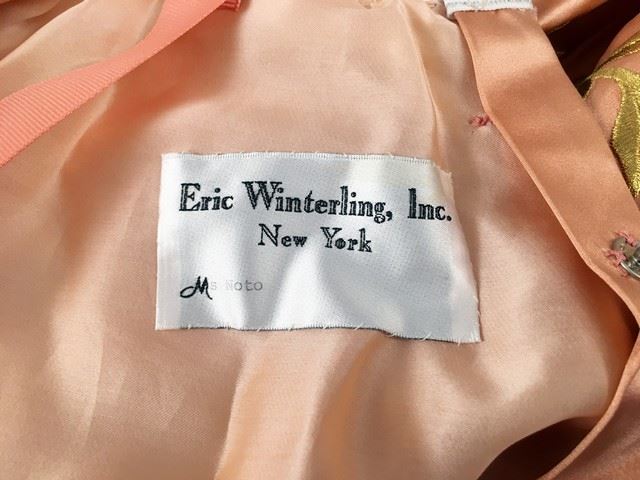 Eric Winterling, Inc.
New York
Ms Noto